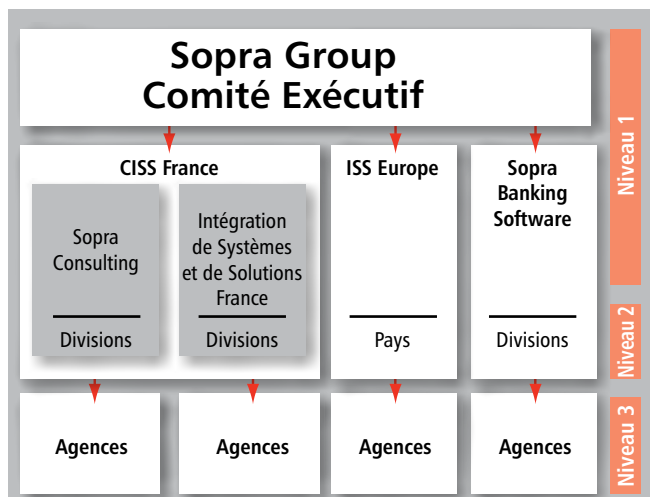 Sopra Group
Comité Exécutif
Niveau 1
CISS France
ISS Europe
Sopra
Banking
Software
Sopra
Consulting
Intégration
de Systèmes
et de Solutions
France
Divisions
Divisions
Pays
Divisions
Niveau 2
Agences
Agences
Agences
Agences
Niveau 3